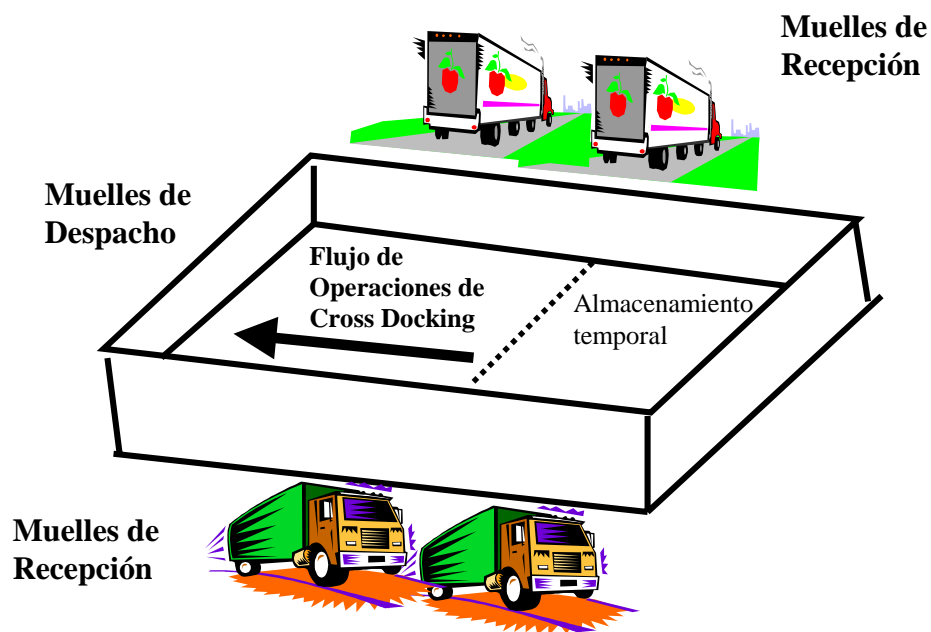 Muelles de
Recepción
Muelles de
Despacho
Flujo de
Operaciones de
Cross Docking
Almacenamiento
temporal
Muelles de
Recepción